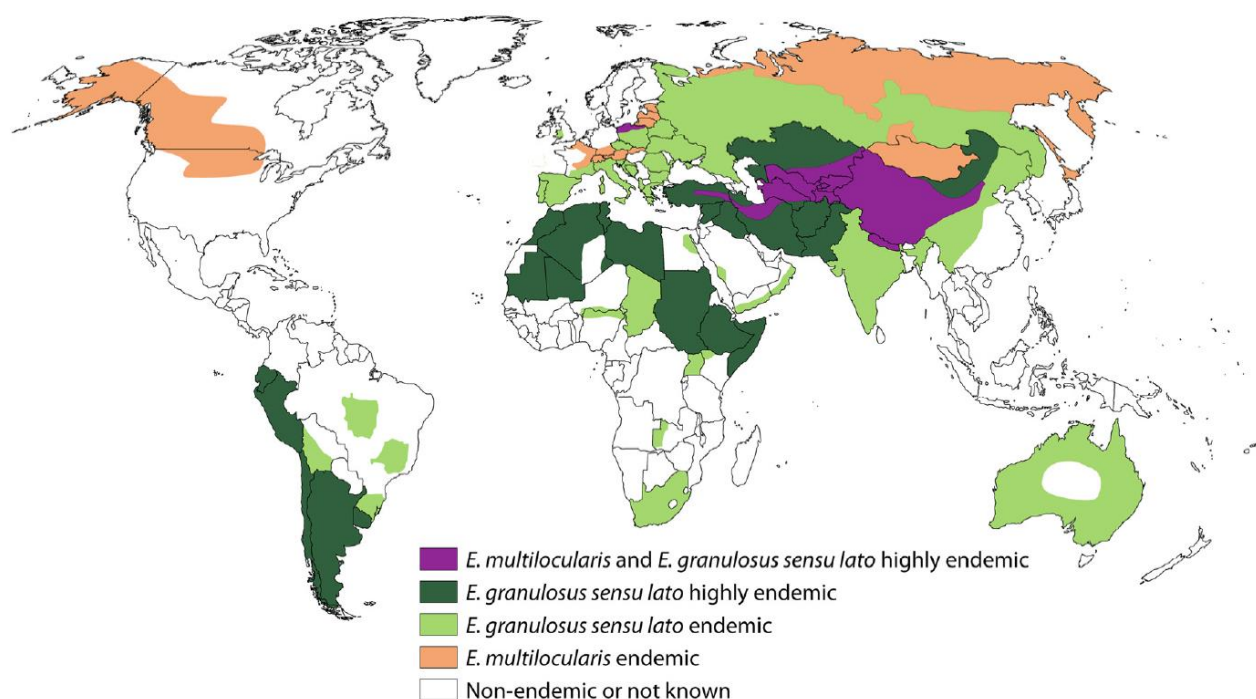 E. multilocularis and E. granulosus sensu lato highly endemic
E. granulosus sensu lato highly endemic
E. granulosus sensu lato endemic
E. multilocularis endemic
Non-endemic or not known